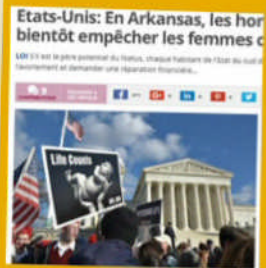 Etats-Unis: En Arkansas, les hor
bientôt empêcher les femmes d
LOI S'il est le père potentiel du foetus, chaque habitant de l'Etat du sud d
l'avortement et demander une réparation financière...
Life Counts